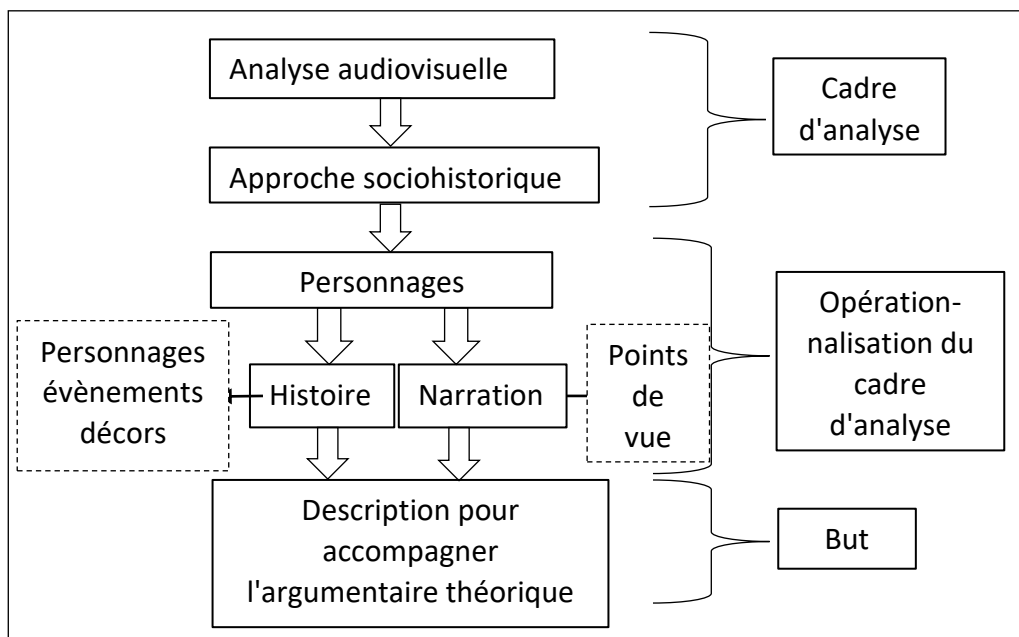 Analyse audiovisuelle
Cadre
d'analyse
Approche sociohistorique
Personnages
Opération-
nalisation du
cadre
d'analyse
Personnages
évènements
décors
Histoire
Narration
Points
de
vue
Description pour
accompagner
l'argumentaire théorique
But